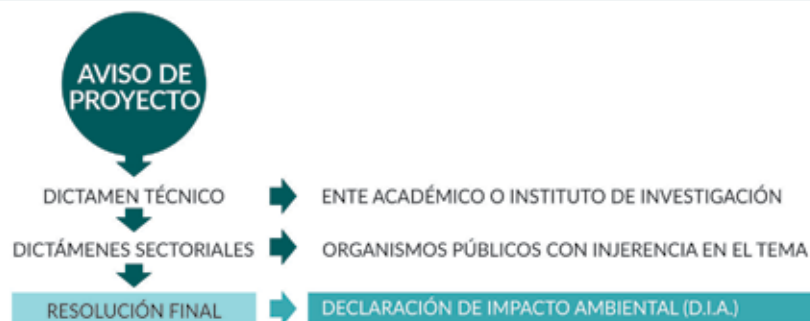 AVISO DE
PROYECTO
DICTAMEN TÉCNICO
ENTE ACADÉMICO O INSTITUTO DE INVESTIGACIÓN
DICTÁMENES SECTORIALES
ORGANISMOS PÚBLICOS CON INJERENCIA EN EL TEMA
RESOLUCIÓN FINAL
DECLARACIÓN DE IMPACTO AMBIENTAL (D.I.A.)